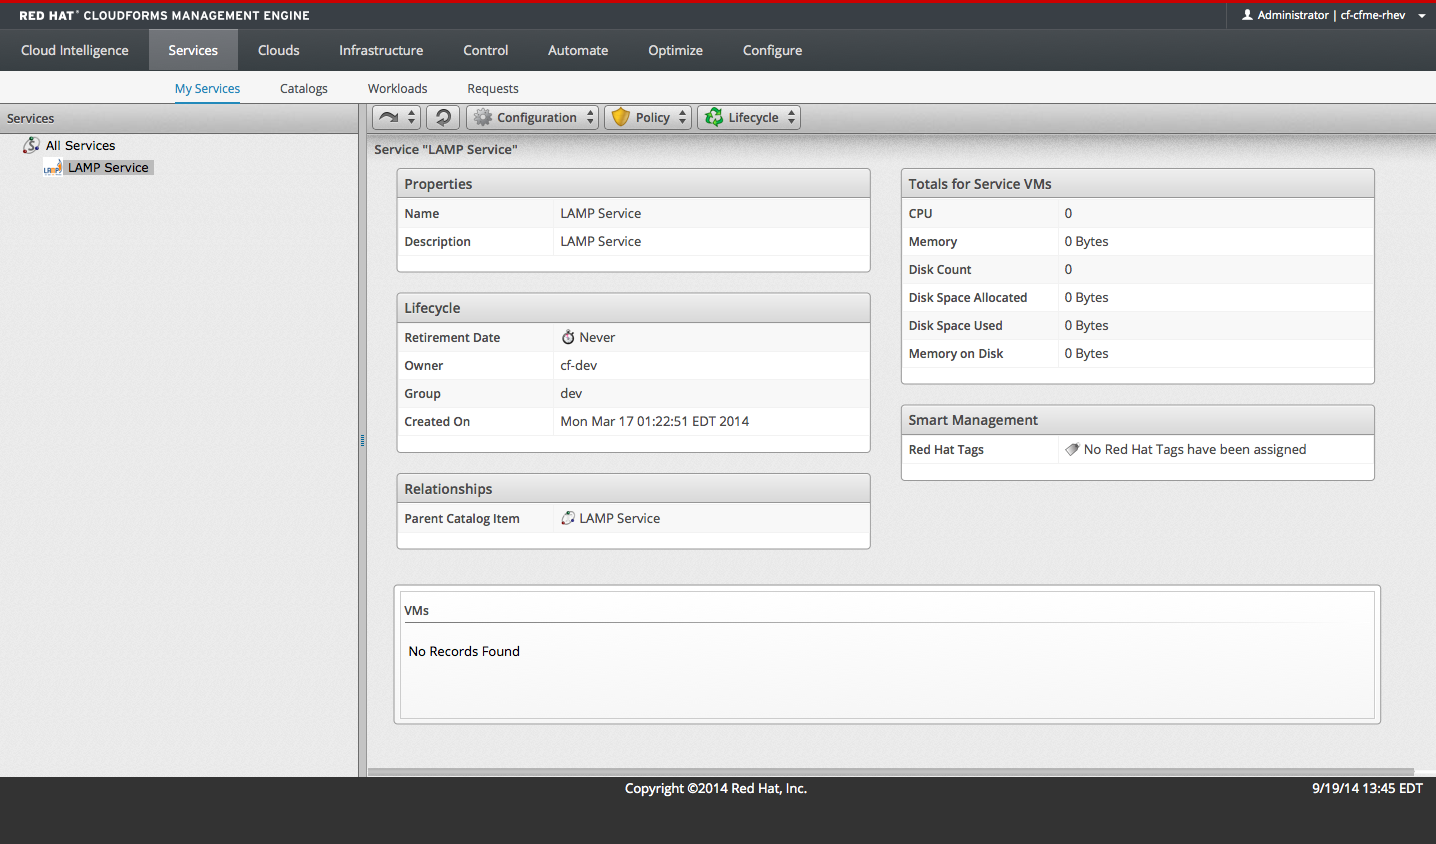 RED HAT® CLOUDFORMS MANAGEMENT ENGINE
Administrator | cf-cfme-rhev
Cloud Intelligence Services Clouds Infrastructure Control Automate Optimize Configure
My Services Catalogs Workloads Requests
Services
All Services
LAMP Service
Configuration Policy Lifecycle
Service "LAMP Service"
Properties
Name LAMP Service
Description LAMP Service
Lifecycle
Retirement Date Never
Owner cf-dev
Group dev
Created On Mon Mar 17 01:22:51 EDT 2014
Relationships
Parent Catalog Item LAMP Service
Totals for Service VMs
CPU 0
Memory 0 Bytes
Disk Count 0
Disk Space Allocated 0 Bytes
Disk Space Used 0 Bytes
Memory on Disk 0 Bytes
Smart Management
Red Hat Tags No Red Hat Tags have been assigned
VMs
No Records Found
Copyright ©2014 Red Hat, Inc.
9/19/14 13:45 EDT